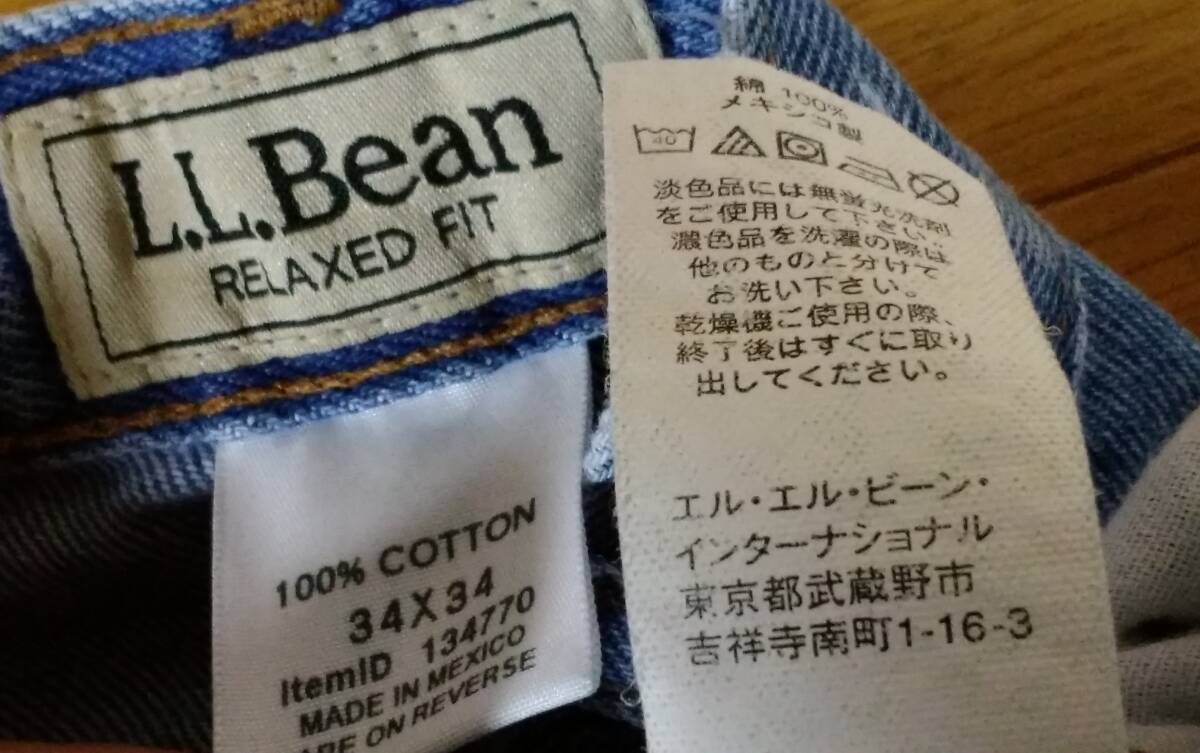 L.L.Bean
RELAXED FIT
100% COTTON
34X34
ItemID 134770
MADE IN MEXICO
ARE ON REVERSE
綿 100%
メキシコ製
40
淡色品には無蛍光洗剤
をご使用して下さい。
濃色品を洗濯の際は
他のものと分けて
お洗い下さい。
乾燥機ご使用の際、
終了後はすぐに取り
出してください。
エル・エル・ビーン・
インターナショナル
東京都武蔵野市
吉祥寺南町1-16-3